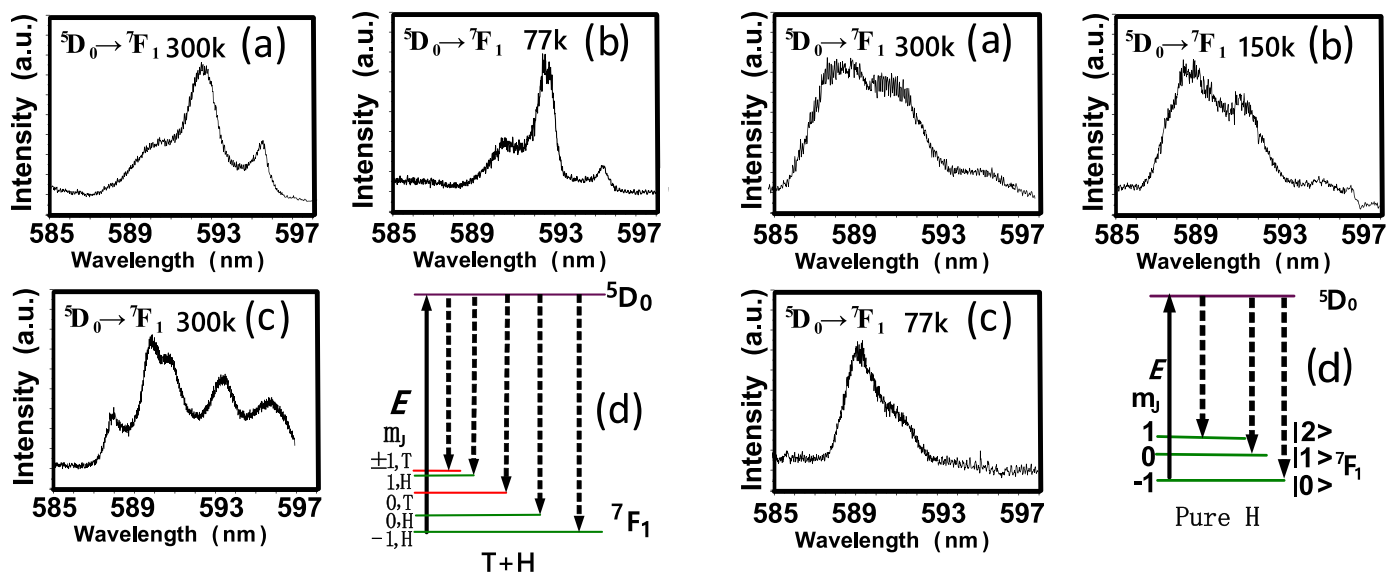 ⁵D₀→⁷F₁ 300k (a)
Intensity (a.u.)
585 589 593 597
Wavelength (nm)
⁵D₀→⁷F₁ 77k (b)
Intensity (a.u.)
585 589 593 597
Wavelength (nm)
⁵D₀→⁷F₁ 300k (c)
Intensity (a.u.)
585 589 593 597
Wavelength (nm)
⁵D₀
E
(d)
mJ
±1,T
1,H
0,T
0,H
-1,H
⁷F₁
T+H
⁵D₀→⁷F₁ 300k (a)
Intensity (a.u.)
585 589 593 597
Wavelength (nm)
⁵D₀→⁷F₁ 150k (b)
Intensity (a.u.)
585 589 593 597
Wavelength (nm)
⁵D₀→⁷F₁ 77k (c)
Intensity (a.u.)
585 589 593 597
Wavelength (nm)
⁵D₀
E
(d)
mJ
1 |2>
0 |1> ⁷F₁
-1 |0>
Pure H